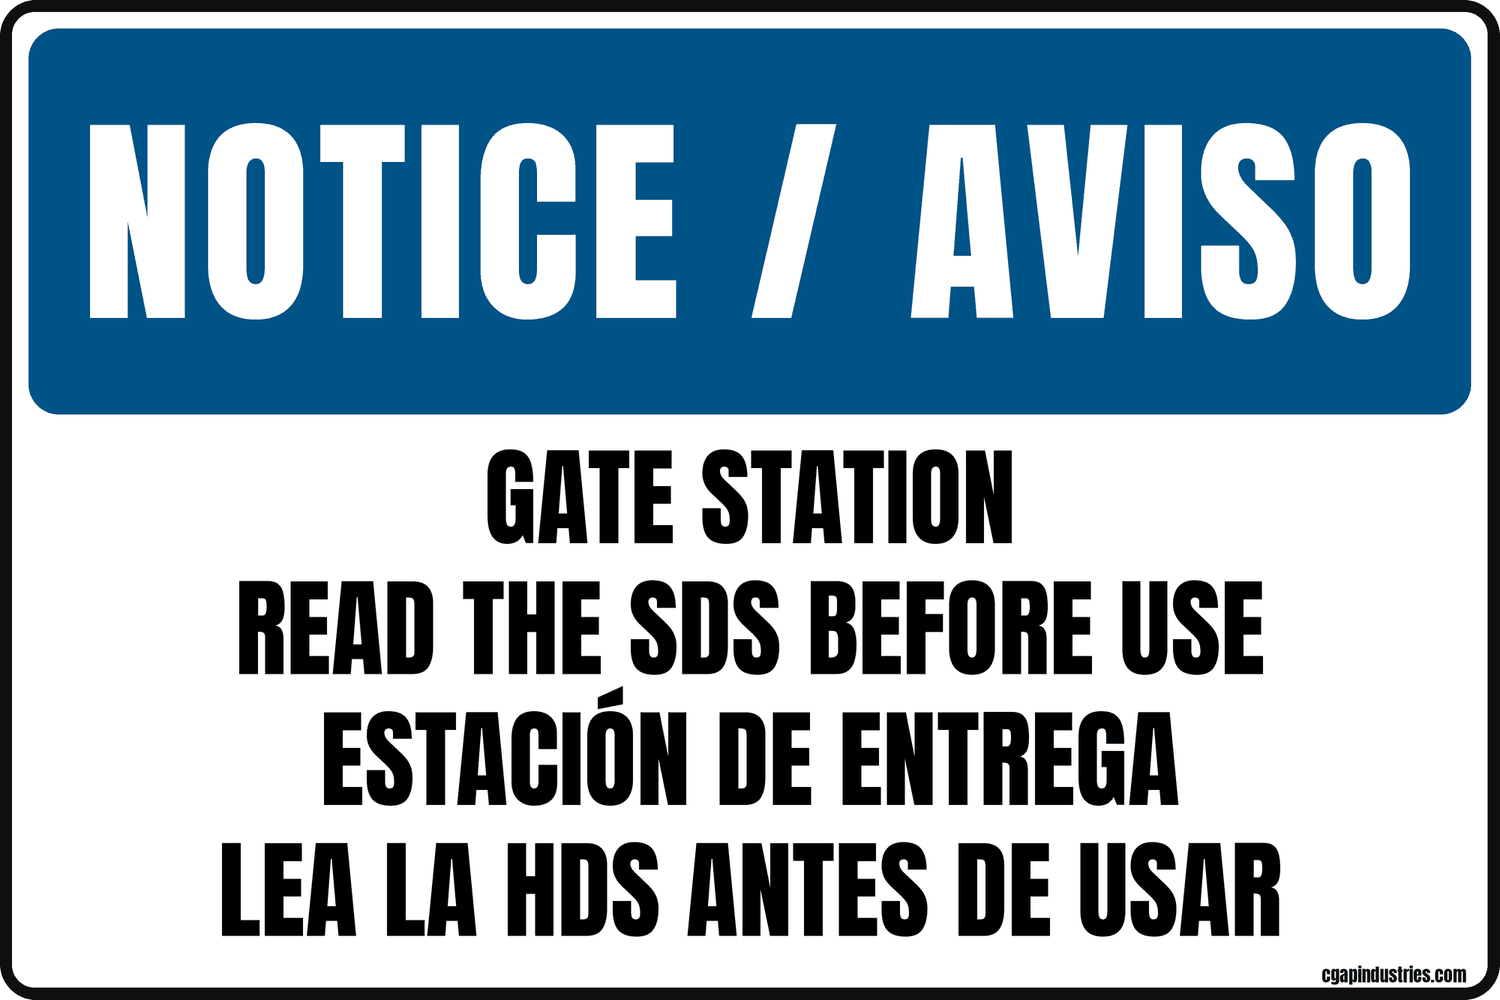 NOTICE / AVISO
GATE STATION
READ THE SDS BEFORE USE
ESTACIÓN DE ENTREGA
LEA LA HDS ANTES DE USAR
cgapindustries.com